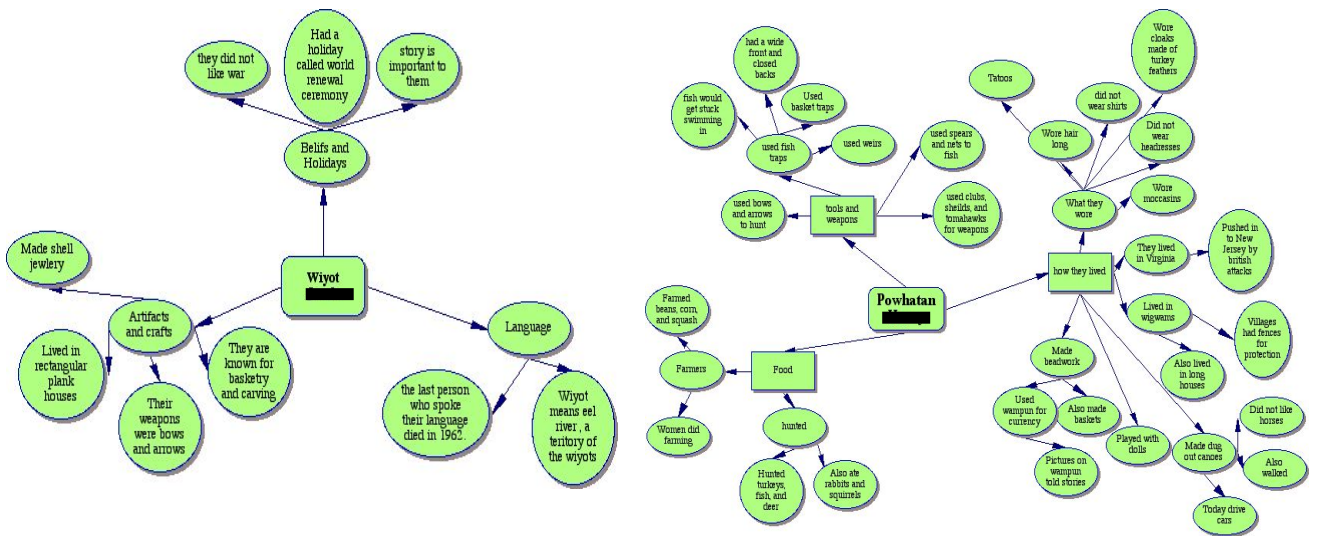 they did not
like war
Had a
holiday
called world
renewal
ceremony
story is
important to
them
Belifs and
Holidays
Made shell
jewlery
Wiyot
Artifacts
and crafts
Language
Lived in
rectangular
plank
houses
Their
weapons
were bows
and arrows
They are
known for
basketry
and carving
the last person
who spoke
their language
died in 1962.
Wiyot
means eel
river , a
teritory of
the wiyots
had a wide
front and
closed
backs
fish would
get stuck
swimming
in
Used
basket traps
used fish
traps
used weirs
used spears
and nets to
fish
used bows
and arrows
to hunt
tools and
weapons
used clubs,
sheilds, and
tomahawks
for weapons
Tatoos
Wore
cloaks
made of
turkey
feathers
did not
wear shirts
Wore hair
long
Did not
wear
headresses
What they
wore
Wore
moccasins
how they lived
They lived
in Virginia
Pushed in
to New
Jersey by
british
attacks
Powhatan
Lived in
wigwams
Villages
had fences
for
protection
Also lived
in long
houses
Farmed
beans, corn,
and squash
Farmers
Food
Women did
farming
hunted
Hunted
turkeys,
fish, and
deer
Also ate
rabbits and
squirrels
Made
beadwork
Used
wampun for
currency
Also made
baskets
Pictures on
wampun
told stories
Played with
dolls
Made dug
out canoes
Did not like
horses
Also
walked
Today drive
cars